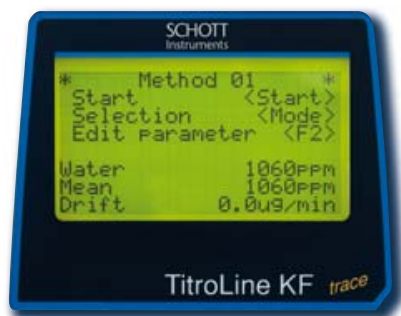 SCHOTT
Instruments
* Method 01 *
Start <Start>
Selection <Mode>
Edit parameter <F2>
Water 1060ppm
Mean 1060ppm
Drift 0.0ug/min
TitroLine KF trace